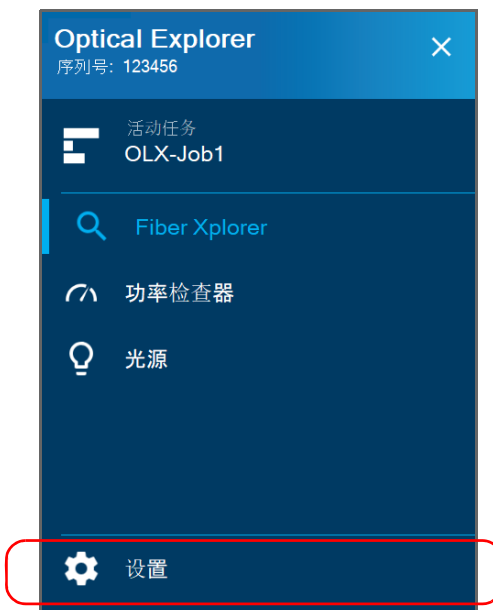 Optical Explorer
序列号: 123456
活动任务
OLX-Job1
Fiber Xplorer
功率检查器
光源
设置